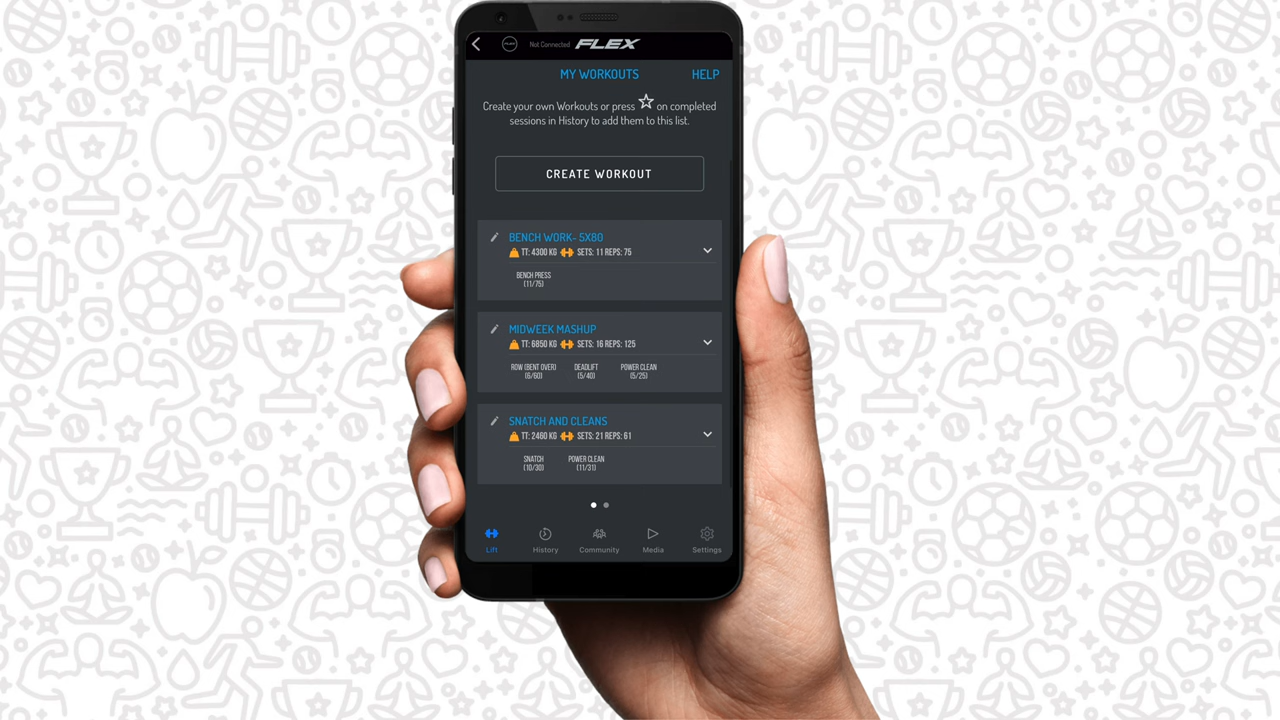 Not Connected FLEX
MY WORKOUTS HELP
Create your own Workouts or press ☆ on completed
sessions in History to add them to this list.
CREATE WORKOUT
BENCH WORK- 5X80
TT: 4300 KG SETS: 11 REPS: 75
BENCH PRESS
(11/75)
MIDWEEK MASHUP
TT: 6850 KG SETS: 16 REPS: 125
ROW (BENT OVER) DEADLIFT POWER CLEAN
(6/60) (5/40) (5/25)
SNATCH AND CLEANS
TT: 2460 KG SETS: 21 REPS: 61
SNATCH POWER CLEAN
(10/30) (11/31)
Lift History Community Media Settings